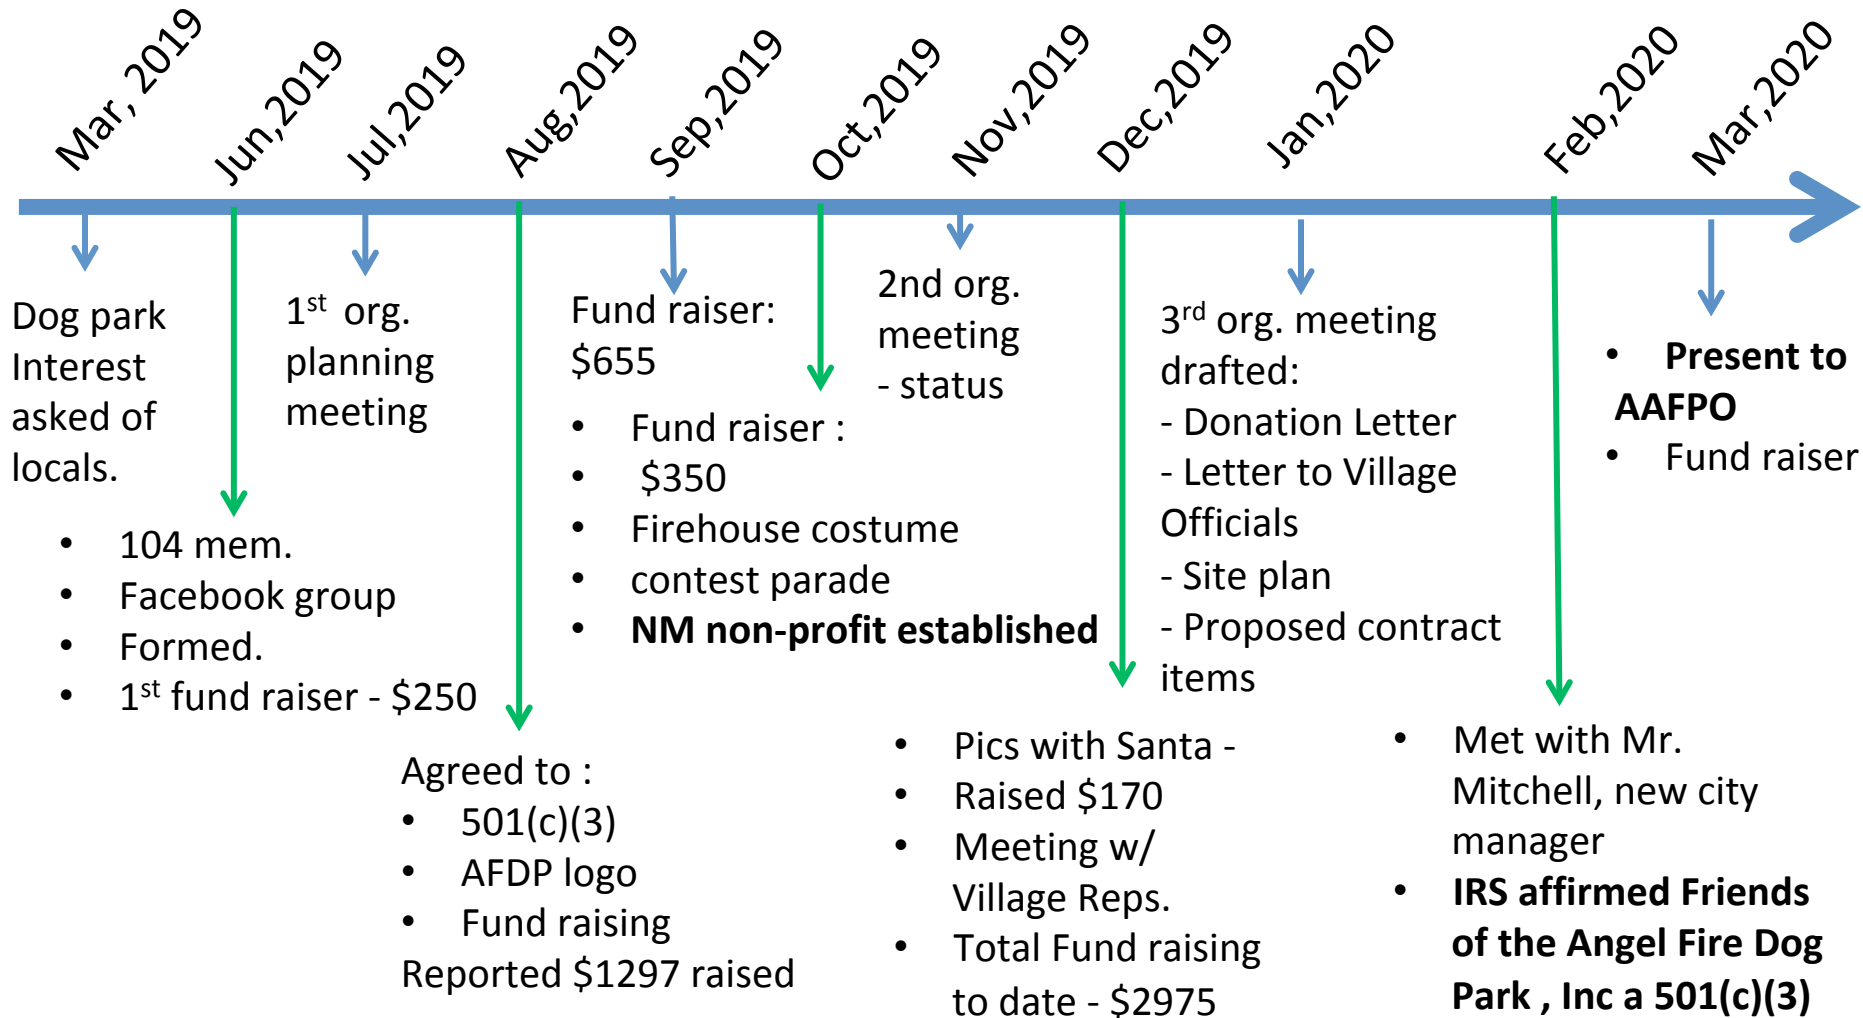 Mar, 2019
Jun,2019
Jul,2019
Aug,2019
Sep,2019
Oct,2019
Nov,2019
Dec,2019
Jan,2020
Feb,2020
Mar,2020
Dog park
Interest
asked of
locals.
• 104 mem.
• Facebook group
• Formed.
• 1st fund raiser - $250
1st org.
planning
meeting
Agreed to :
• 501(c)(3)
• AFDP logo
• Fund raising
Reported $1297 raised
Fund raiser:
$655
• Fund raiser :
• $350
• Firehouse costume
• contest parade
• NM non-profit established
2nd org.
meeting
- status
• Pics with Santa -
• Raised $170
• Meeting w/
Village Reps.
• Total Fund raising
to date - $2975
3rd org. meeting
drafted:
- Donation Letter
- Letter to Village
Officials
- Site plan
- Proposed contract
items
• Met with Mr.
Mitchell, new city
manager
• IRS affirmed Friends
of the Angel Fire Dog
Park , Inc a 501(c)(3)
• Present to
AAFPO
• Fund raiser